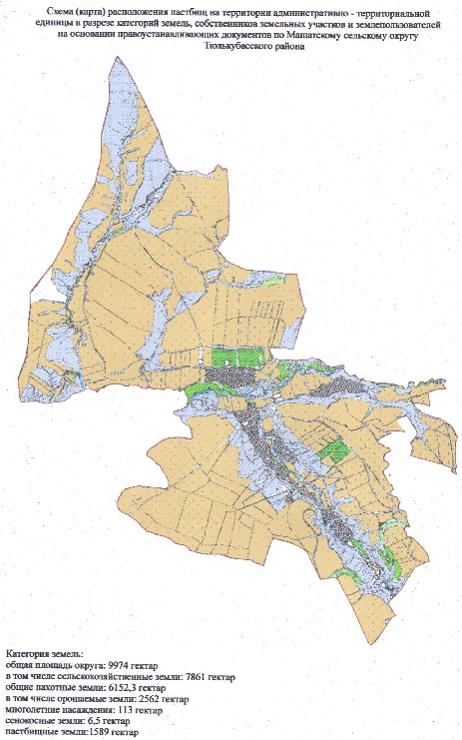 Схема (карта) расположения пастбищ на территории административно - территориальной
единицы в разрезе категорий земель, собственников земельных участков и землепользователей
на основании правоустанавливающих документов по Машатскому сельскому округу
Тюлькубасского района
Категория земель:
общая площадь округа: 9974 гектар
в том числе сельскохозяйственные земли: 7861 гектар
общие пахотные земли: 6152,3 гектар
в том числе орошаемые земли: 2562 гектар
многолетние насаждения: 113 гектар
сенокосные земли: 6,5 гектар
пастбищные земли:1589 гектар